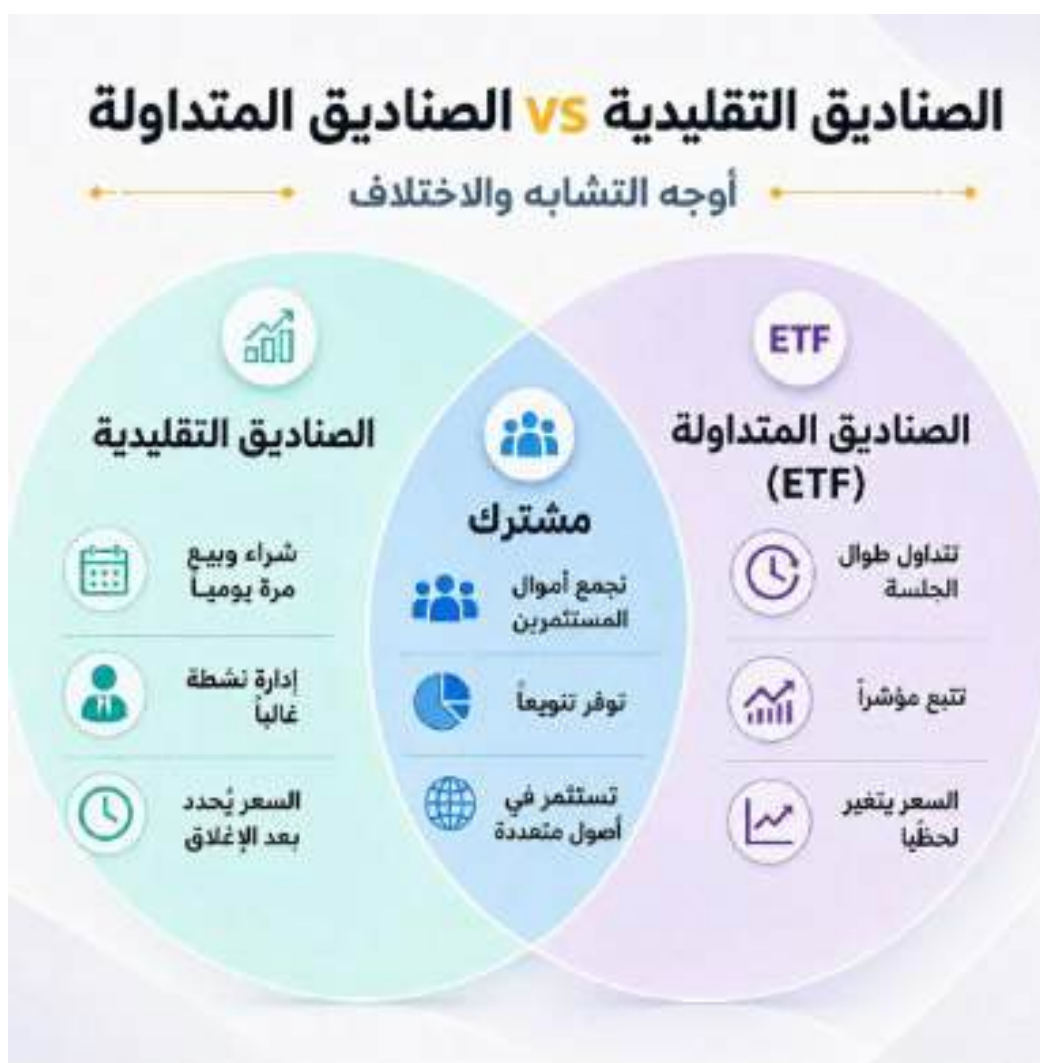 الصناديق التقليدية vs الصناديق المتداولة
أوجه التشابه والاختلاف
ETF
الصناديق المتداولة
(ETF)
تتداول طوال
الجلسة
تتبع مؤشراً
السعر يتغير
لحظياً
مشترك
تجمع أموال
المستثمرين
توفر تنويعاً
تستثمر في
أصول متعددة
الصناديق التقليدية
شراء وبيع
مرة يومياً
إدارة نشطة
غالباً
السعر يُحدد
بعد الإغلاق